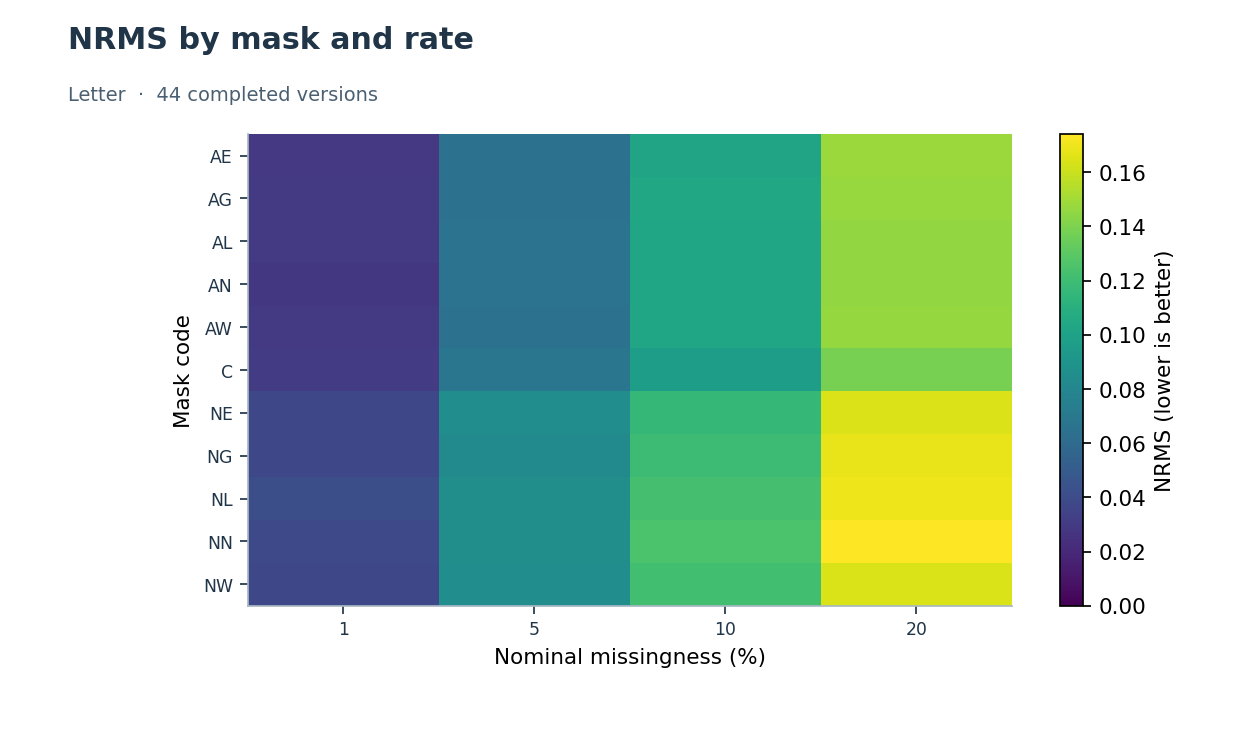 NRMS by mask and rate
Letter · 44 completed versions
Mask code
AE
AG
AL
AN
AW
C
NE
NG
NL
NN
NW
1 5 10 20
Nominal missingness (%)
0.16
0.14
0.12
0.10
0.08
0.06
0.04
0.02
0.00
NRMS (lower is better)